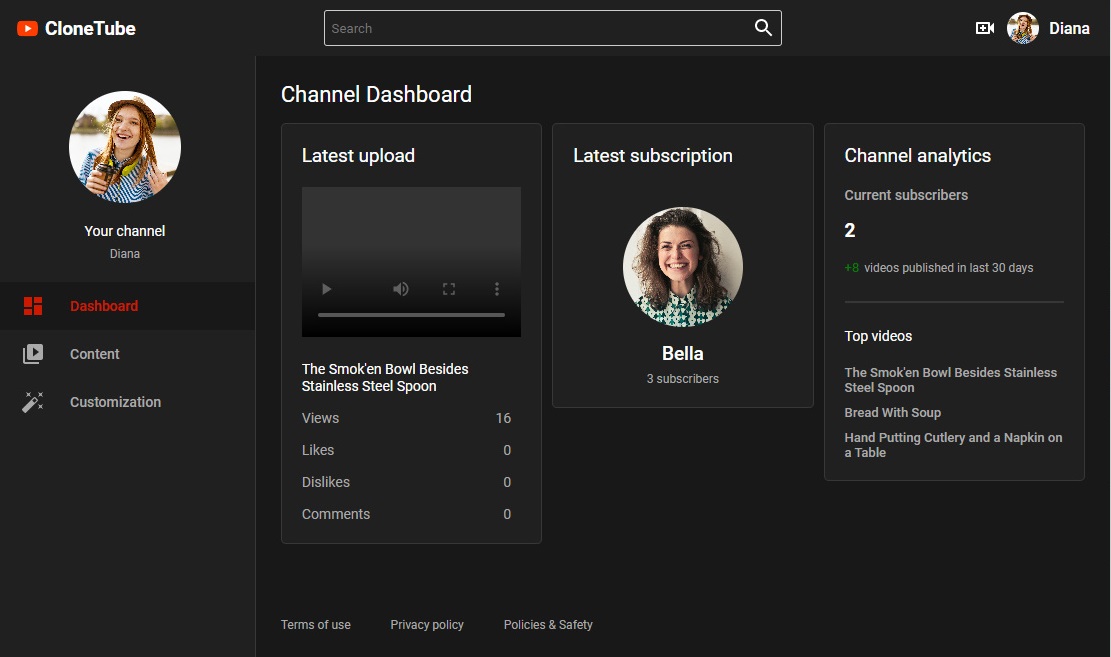 CloneTube
Search
Diana
Your channel
Diana
Dashboard
Content
Customization
Channel Dashboard
Latest upload
The Smok'en Bowl Besides
Stainless Steel Spoon
Views 16
Likes 0
Dislikes 0
Comments 0
Latest subscription
Bella
3 subscribers
Channel analytics
Current subscribers
2
+8 videos published in last 30 days
Top videos
The Smok'en Bowl Besides Stainless
Steel Spoon
Bread With Soup
Hand Putting Cutlery and a Napkin on
a Table
Terms of use Privacy policy Policies & Safety